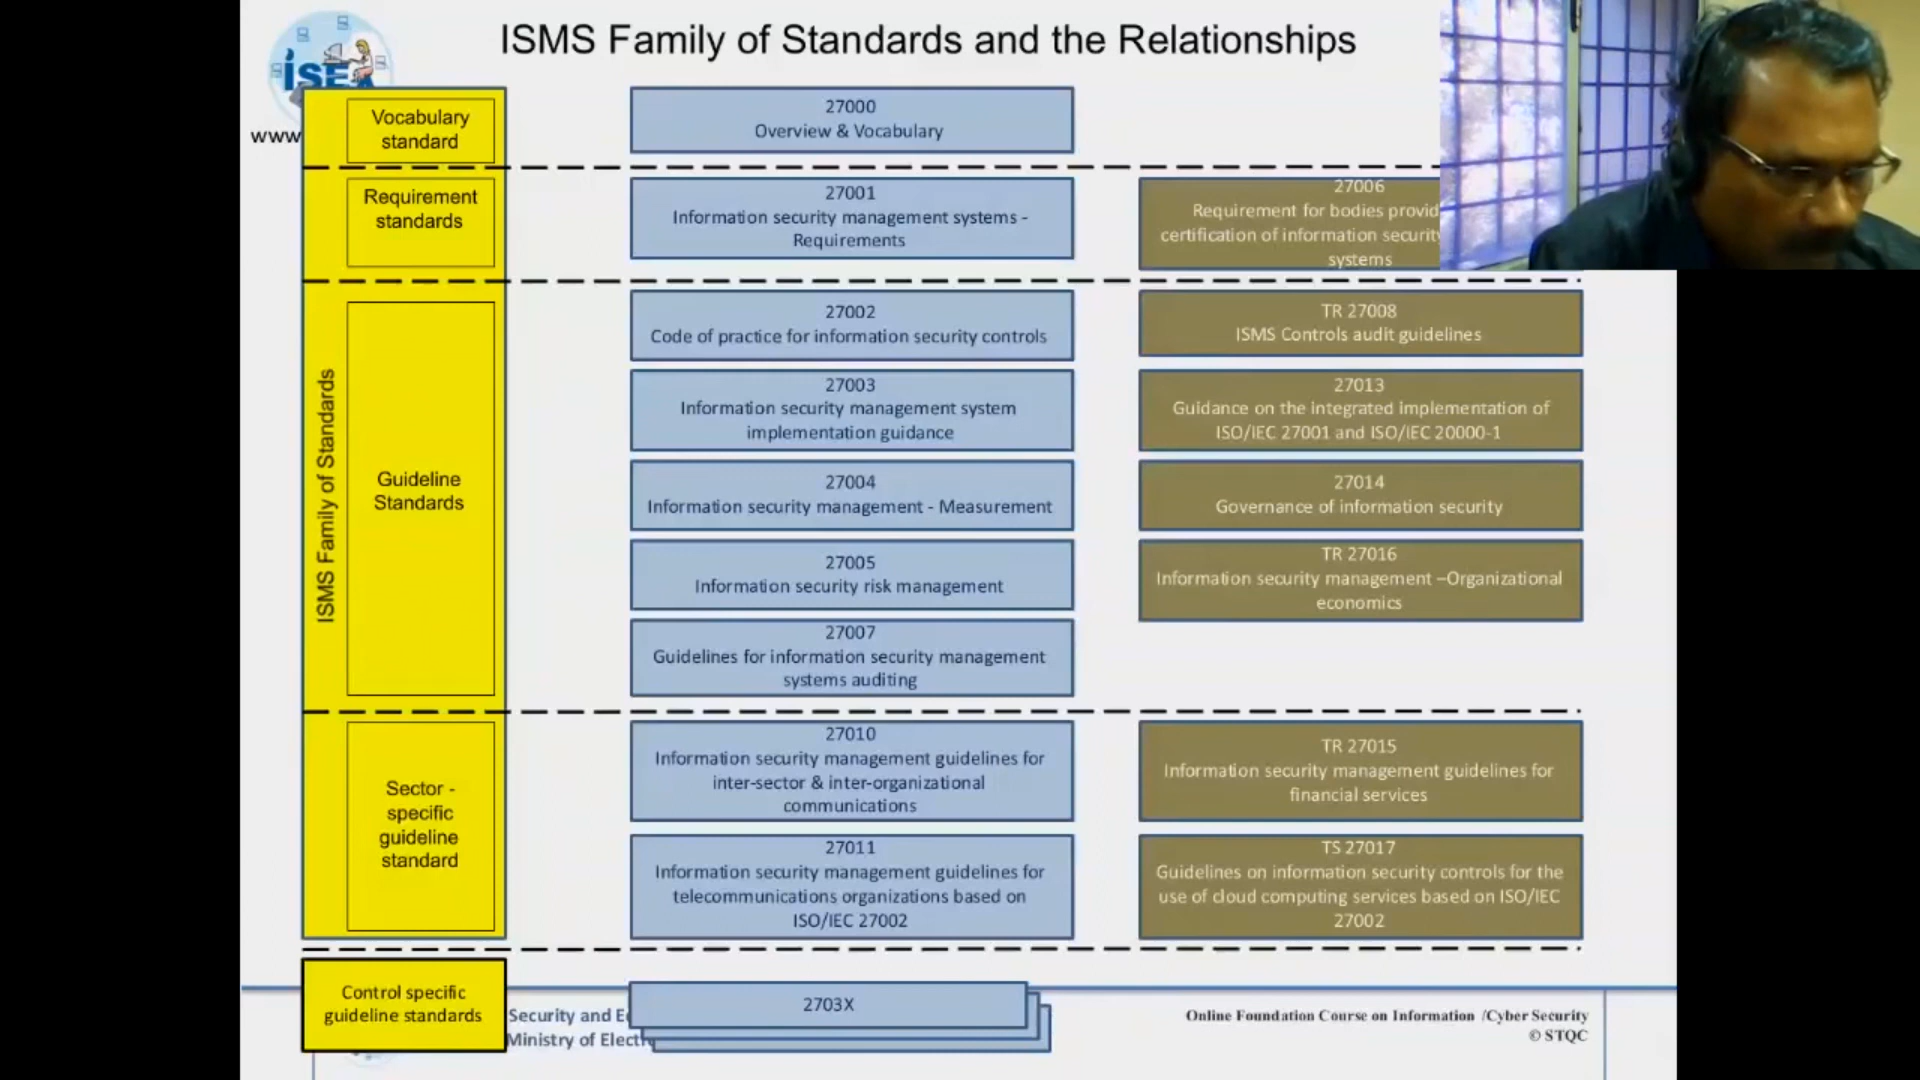 ISMS Family of Standards and the Relationships
iSEA
www
Vocabulary
standard
27000
Overview & Vocabulary
Requirement
standards
27001
Information security management systems -
Requirements
27006
Requirement for bodies provid
certification of information security
systems
ISMS Family of Standards
Guideline
Standards
27002
Code of practice for information security controls
TR 27008
ISMS Controls audit guidelines
27003
Information security management system
implementation guidance
27013
Guidance on the integrated implementation of
ISO/IEC 27001 and ISO/IEC 20000-1
27004
Information security management - Measurement
27014
Governance of information security
27005
Information security risk management
TR 27016
Information security management –Organizational
economics
27007
Guidelines for information security management
systems auditing
Sector -
specific
guideline
standard
27010
Information security management guidelines for
inter-sector & inter-organizational
communications
TR 27015
Information security management guidelines for
financial services
27011
Information security management guidelines for
telecommunications organizations based on
ISO/IEC 27002
TS 27017
Guidelines on information security controls for the
use of cloud computing services based on ISO/IEC
27002
Control specific
guideline standards
2703X
Security and
Ministry of
Online Foundation Course on Information /Cyber Security
© STQC